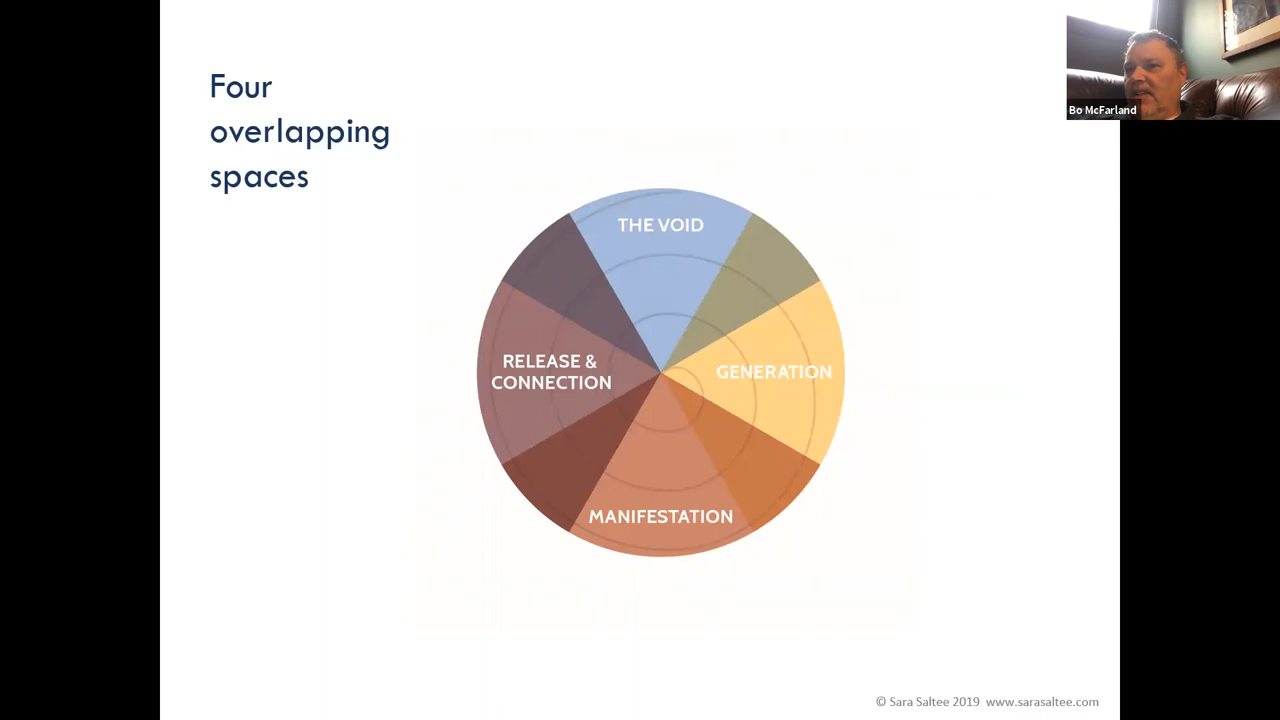 Four
overlapping
spaces
Bo McFarland
THE VOID
RELEASE &
CONNECTION
GENERATION
MANIFESTATION
© Sara Saltee 2019 www.sarasaltee.com